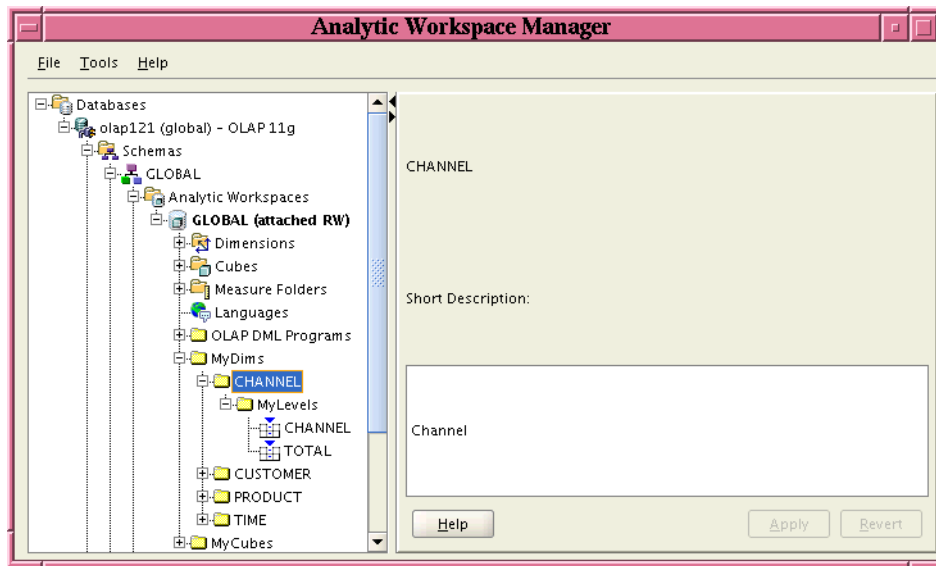 Analytic Workspace Manager
File Tools Help
Databases
olap121 (global) - OLAP 11g
Schemas
GLOBAL
Analytic Workspaces
GLOBAL (attached RW)
Dimensions
Cubes
Measure Folders
Languages
OLAP DML Programs
MyDims
CHANNEL
MyLevels
CHANNEL
TOTAL
CUSTOMER
PRODUCT
TIME
MyCubes
CHANNEL
Short Description:
Channel
Help Apply Revert